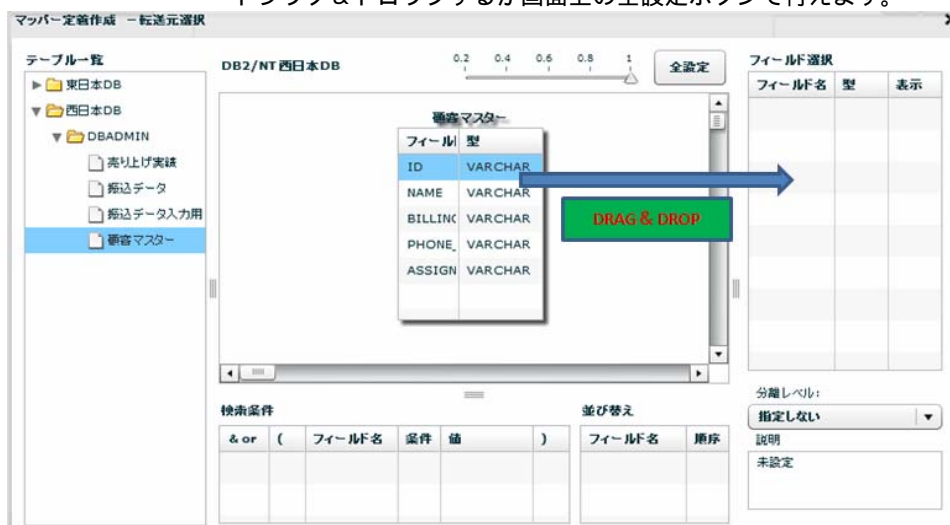 ドラッグ&ドロップするか画面上の全設定ボタンで行えます。
マッパー定義作成 －転送元選択
テーブル一覧
東日本DB
西日本DB
DBADMIN
売り上げ実績
振込データ
振込データ入力用
顧客マスター
DB2/NT 西日本DB
0.2 0.4 0.6 0.8 1
全設定
顧客マスター
フィール 型
ID VARCHAR
NAME VARCHAR
BILLING VARCHAR
PHONE_ VARCHAR
ASSIGN VARCHAR
DRAG & DROP
検索条件
& or ( フィールド名 条件 値 )
並び替え
フィールド名 順序
フィールド選択
フィールド名 型 表示
分離レベル:
指定しない
説明
未設定